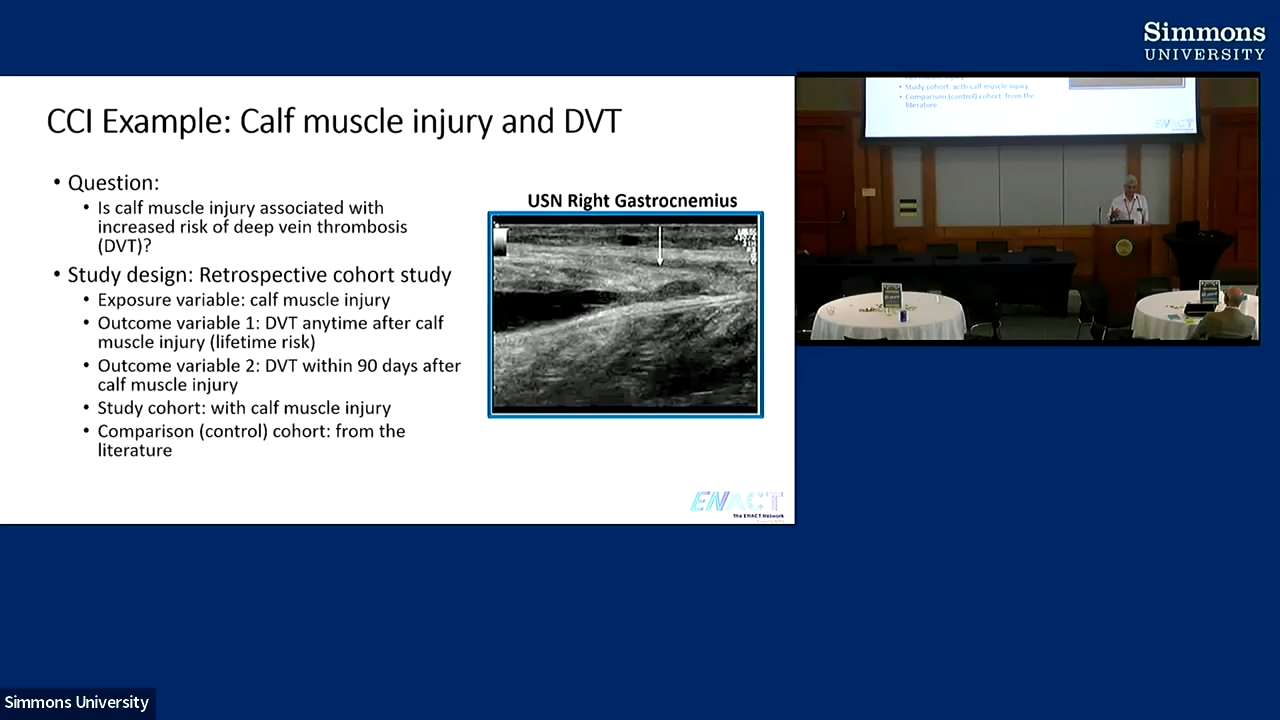 Simmons
UNIVERSITY
CCI Example: Calf muscle injury and DVT
• Question:
• Is calf muscle injury associated with
increased risk of deep vein thrombosis
(DVT)?
• Study design: Retrospective cohort study
• Exposure variable: calf muscle injury
• Outcome variable 1: DVT anytime after calf
muscle injury (lifetime risk)
• Outcome variable 2: DVT within 90 days after
calf muscle injury
• Study cohort: with calf muscle injury
• Comparison (control) cohort: from the
literature
USN Right Gastrocnemius
ENACT
The ENACT Network
• Study cohort: with calf muscle injury
• Comparison (control) cohort: from the
literature
ENACT
Simmons University